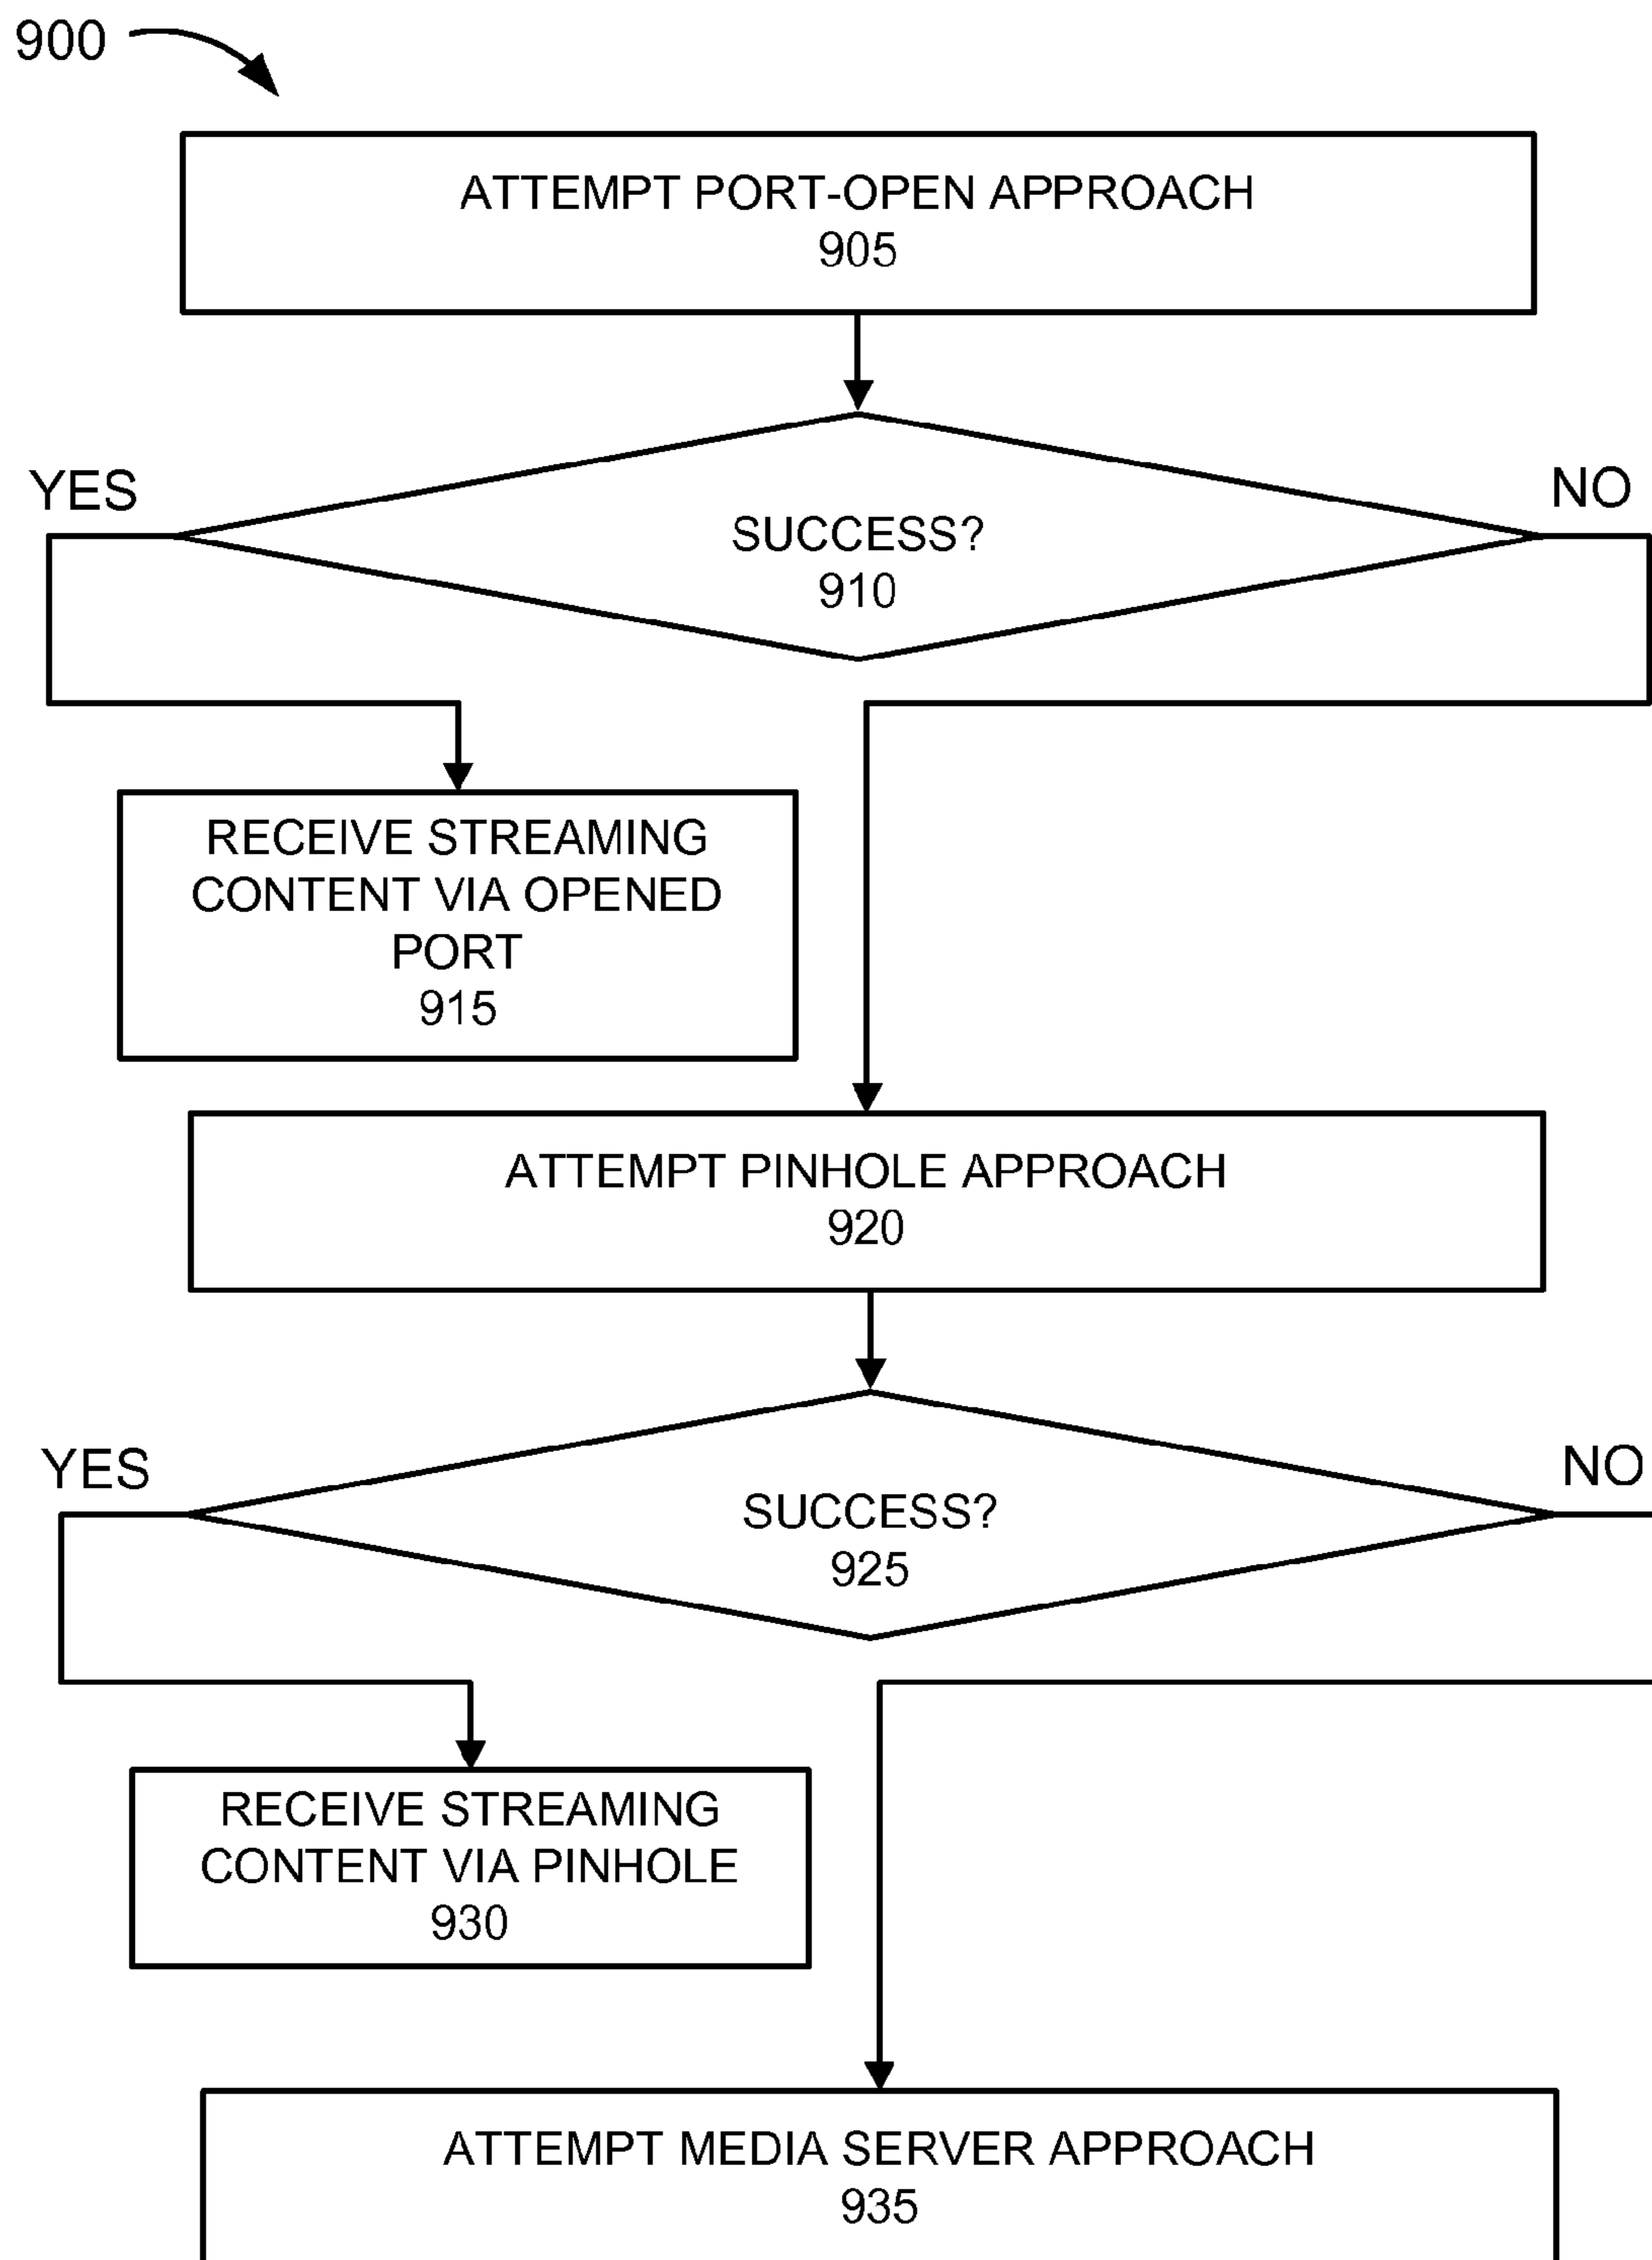 900
ATTEMPT PORT-OPEN APPROACH
905
YES
NO
SUCCESS?
910
RECEIVE STREAMING
CONTENT VIA OPENED
PORT
915
ATTEMPT PINHOLE APPROACH
920
YES
NO
SUCCESS?
925
RECEIVE STREAMING
CONTENT VIA PINHOLE
930
ATTEMPT MEDIA SERVER APPROACH
935